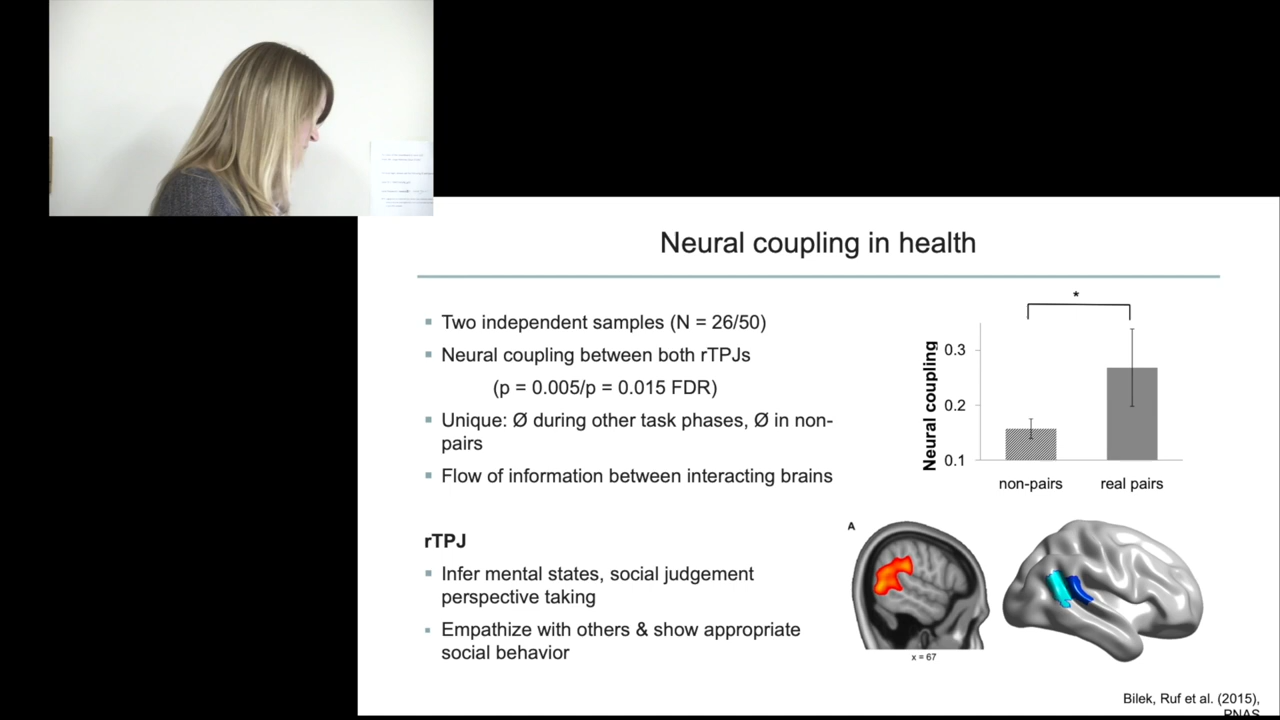 Neural coupling in health
Two independent samples (N = 26/50)
Neural coupling between both rTPJs
(p = 0.005/p = 0.015 FDR)
Unique: Ø during other task phases, Ø in non-
pairs
Flow of information between interacting brains
rTPJ
Infer mental states, social judgement
perspective taking
Empathize with others & show appropriate
social behavior
*
Neural coupling
0.3
0.2
0.1
non-pairs
real pairs
A
x = 67
Bilek, Ruf et al. (2015),
PNAS